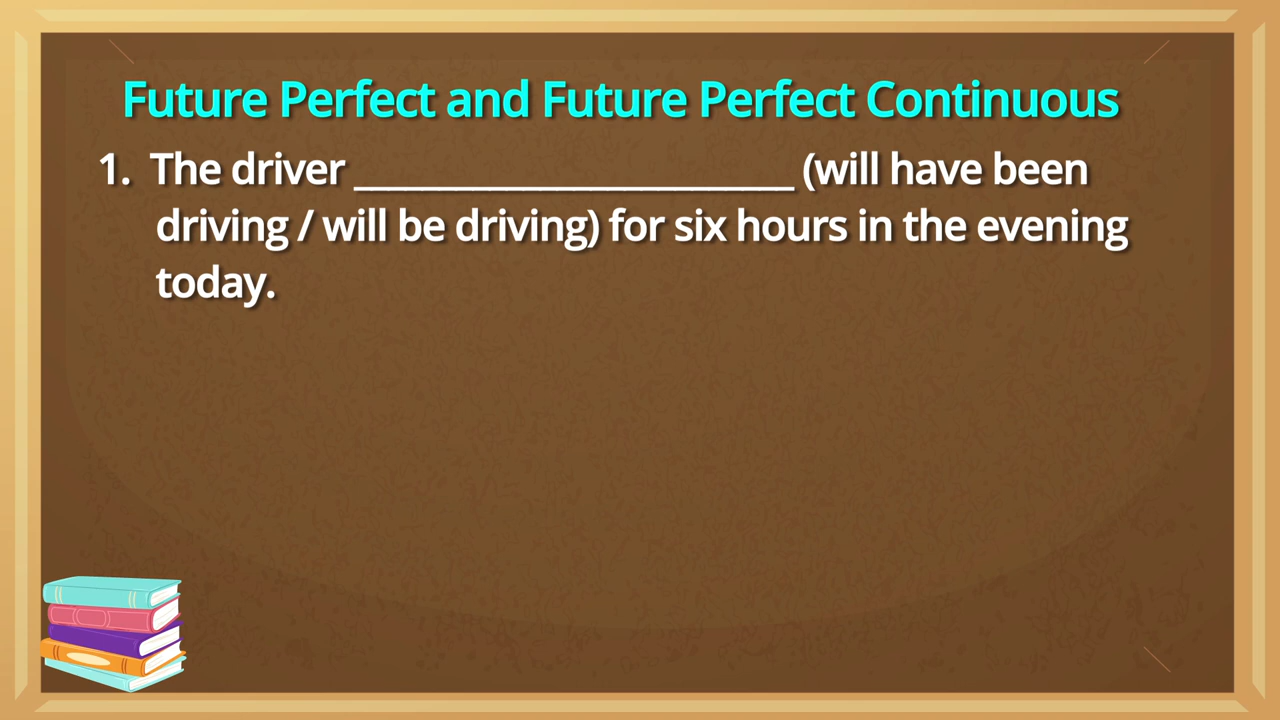 Future Perfect and Future Perfect Continuous
1. The driver __________________________ (will have been
driving / will be driving) for six hours in the evening
today.